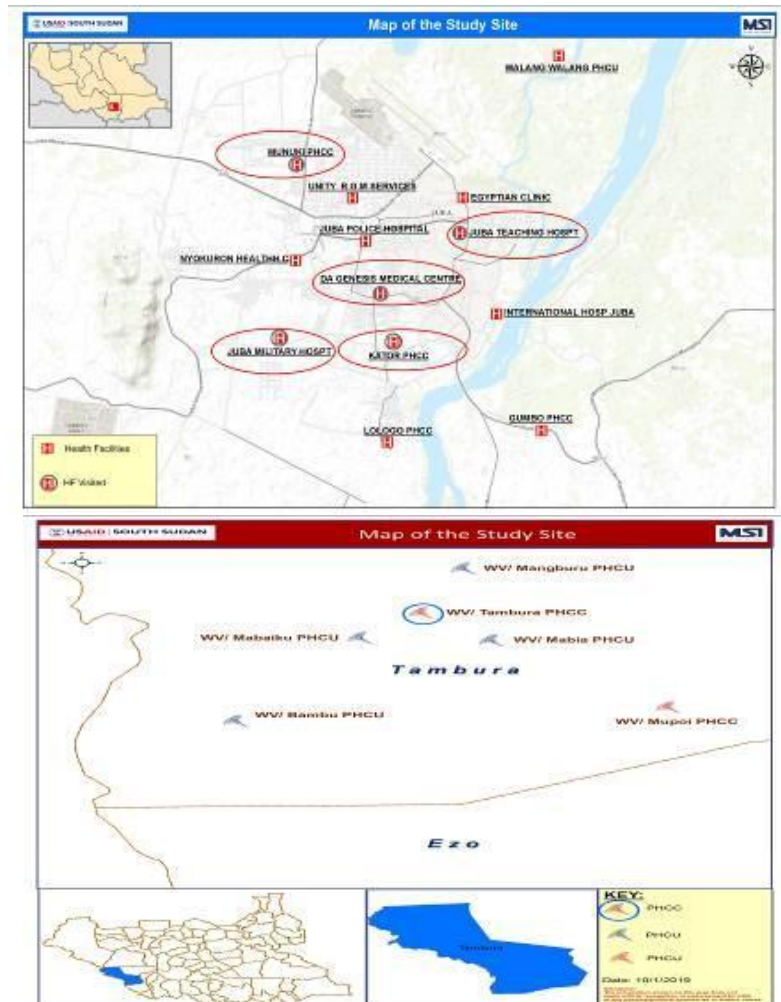 USAID SOUTH SUDAN
Map of the Study Site
MSI
MALANG WALANG PHCU
MUNUKI PHCC
UNITY R.G.M SERVICES
EGYPTIAN CLINIC
JUBA
JUBA POLICE HOSPITAL
JUBA TEACHING HOSPT
NYOKURON HEALTH.C
DA GENESIS MEDICAL CENTRE
INTERNATIONAL HOSP JUBA
JUBA MILITARY HOSPT
KATOR PHCC
LOLOGO PHCC
GUMBO PHCC
Health Facilities
HF Visited
USAID SOUTH SUDAN
Map of the Study Site
MSI
WV/ Mangburu PHCU
WV/ Tambura PHCC
WV/ Mabaiku PHCU
WV/ Mabia PHCU
Tambura
WV/ Bambu PHCU
WV/ Mupoi PHCC
Ezo
KEY:
PHCC
PHCU
PHCU
Tambura
Date: 10/1/2019